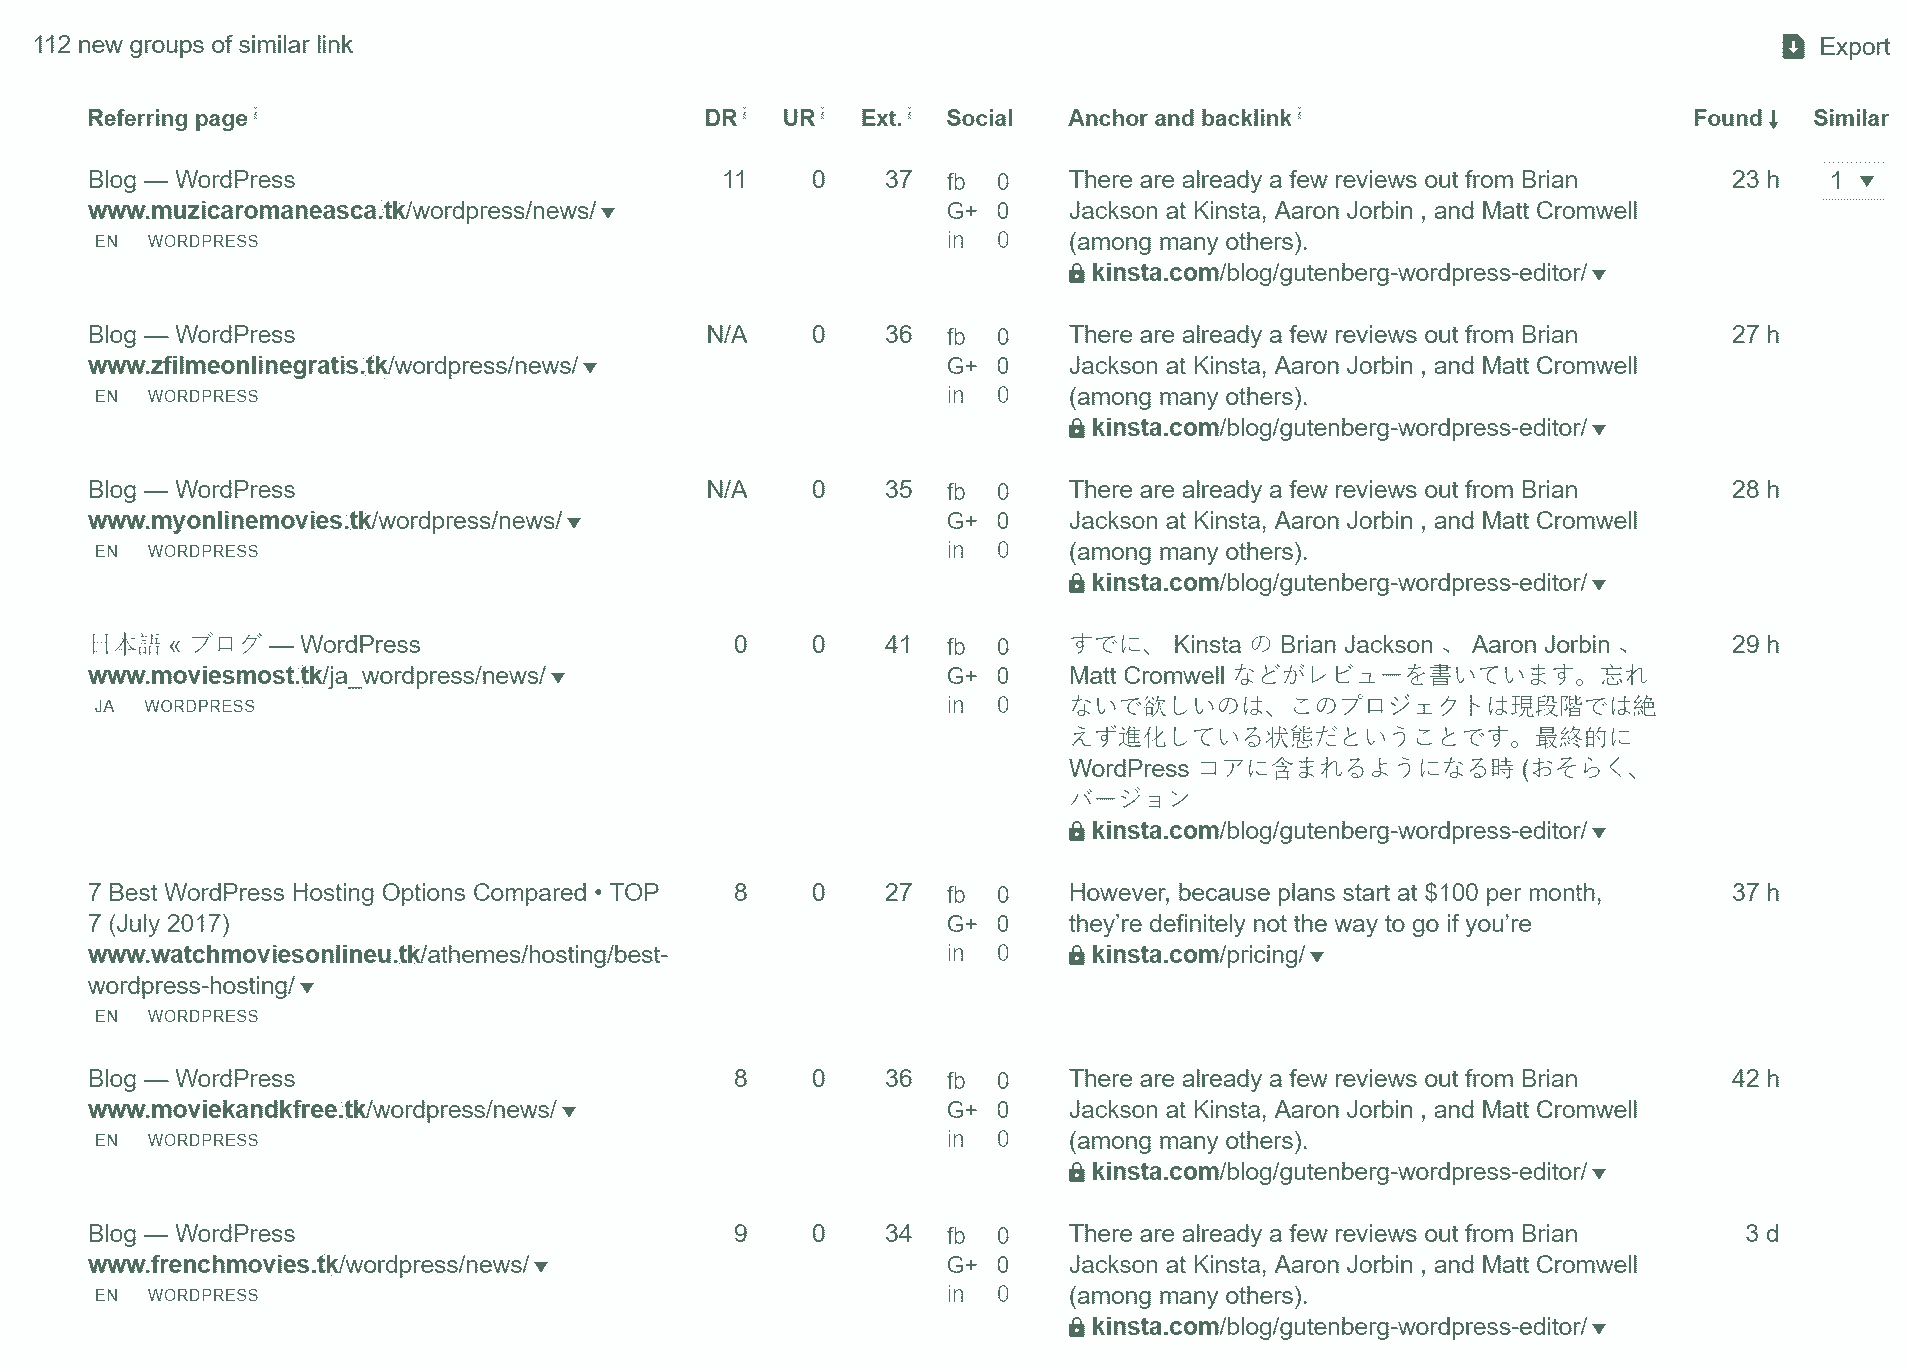 112 new groups of similar link
Export
Referring page DR UR Ext. Social Anchor and backlink Found ↓ Similar
Blog — WordPress 11 0 37 fb 0 There are already a few reviews out from Brian 23 h 1 ▼
www.muzicaromaneasca.tk/wordpress/news/ ▼ G+ 0 Jackson at Kinsta, Aaron Jorbin , and Matt Cromwell
EN WORDPRESS in 0 (among many others).
kinsta.com/blog/gutenberg-wordpress-editor/ ▼
Blog — WordPress N/A 0 36 fb 0 There are already a few reviews out from Brian 27 h
www.zfilmeonlinegratis.tk/wordpress/news/ ▼ G+ 0 Jackson at Kinsta, Aaron Jorbin , and Matt Cromwell
EN WORDPRESS in 0 (among many others).
kinsta.com/blog/gutenberg-wordpress-editor/ ▼
Blog — WordPress N/A 0 35 fb 0 There are already a few reviews out from Brian 28 h
www.myonlinemovies.tk/wordpress/news/ ▼ G+ 0 Jackson at Kinsta, Aaron Jorbin , and Matt Cromwell
EN WORDPRESS in 0 (among many others).
kinsta.com/blog/gutenberg-wordpress-editor/ ▼
日本語 « ブログ — WordPress 0 0 41 fb 0 すでに、 Kinsta の Brian Jackson 、 Aaron Jorbin 、 29 h
www.moviesmost.tk/ja_wordpress/news/ ▼ G+ 0 Matt Cromwell などがレビューを書いています。忘れ
JA WORDPRESS in 0 ないで欲しいのは、このプロジェクトは現段階では絶
えず進化している状態だということです。最終的に
WordPress コアに含まれるようになる時 (おそらく、
バージョン
kinsta.com/blog/gutenberg-wordpress-editor/ ▼
7 Best WordPress Hosting Options Compared • TOP 8 0 27 fb 0 However, because plans start at $100 per month, 37 h
7 (July 2017) G+ 0 they’re definitely not the way to go if you’re
www.watchmoviesonlineu.tk/athemes/hosting/best- in 0 kinsta.com/pricing/ ▼
wordpress-hosting/ ▼
EN WORDPRESS
Blog — WordPress 8 0 36 fb 0 There are already a few reviews out from Brian 42 h
www.moviekandkfree.tk/wordpress/news/ ▼ G+ 0 Jackson at Kinsta, Aaron Jorbin , and Matt Cromwell
EN WORDPRESS in 0 (among many others).
kinsta.com/blog/gutenberg-wordpress-editor/ ▼
Blog — WordPress 9 0 34 fb 0 There are already a few reviews out from Brian 3 d
www.frenchmovies.tk/wordpress/news/ ▼ G+ 0 Jackson at Kinsta, Aaron Jorbin , and Matt Cromwell
EN WORDPRESS in 0 (among many others).
kinsta.com/blog/gutenberg-wordpress-editor/ ▼